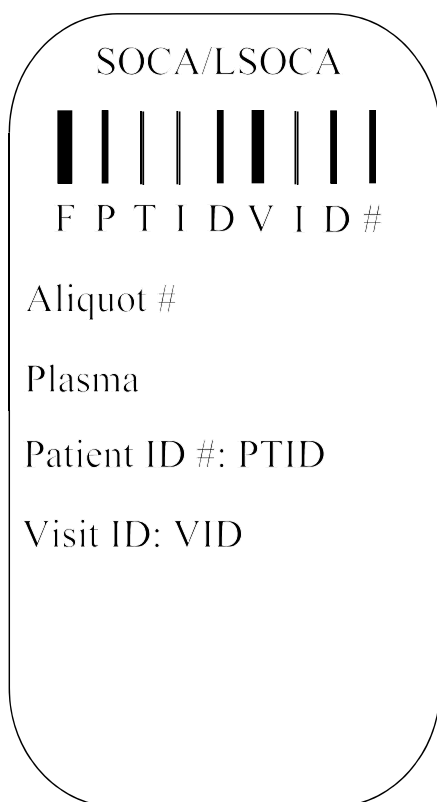 SOCA/LSOCA
F P T I D V I D #
Aliquot #
Plasma
Patient ID #: PTID
Visit ID: VID